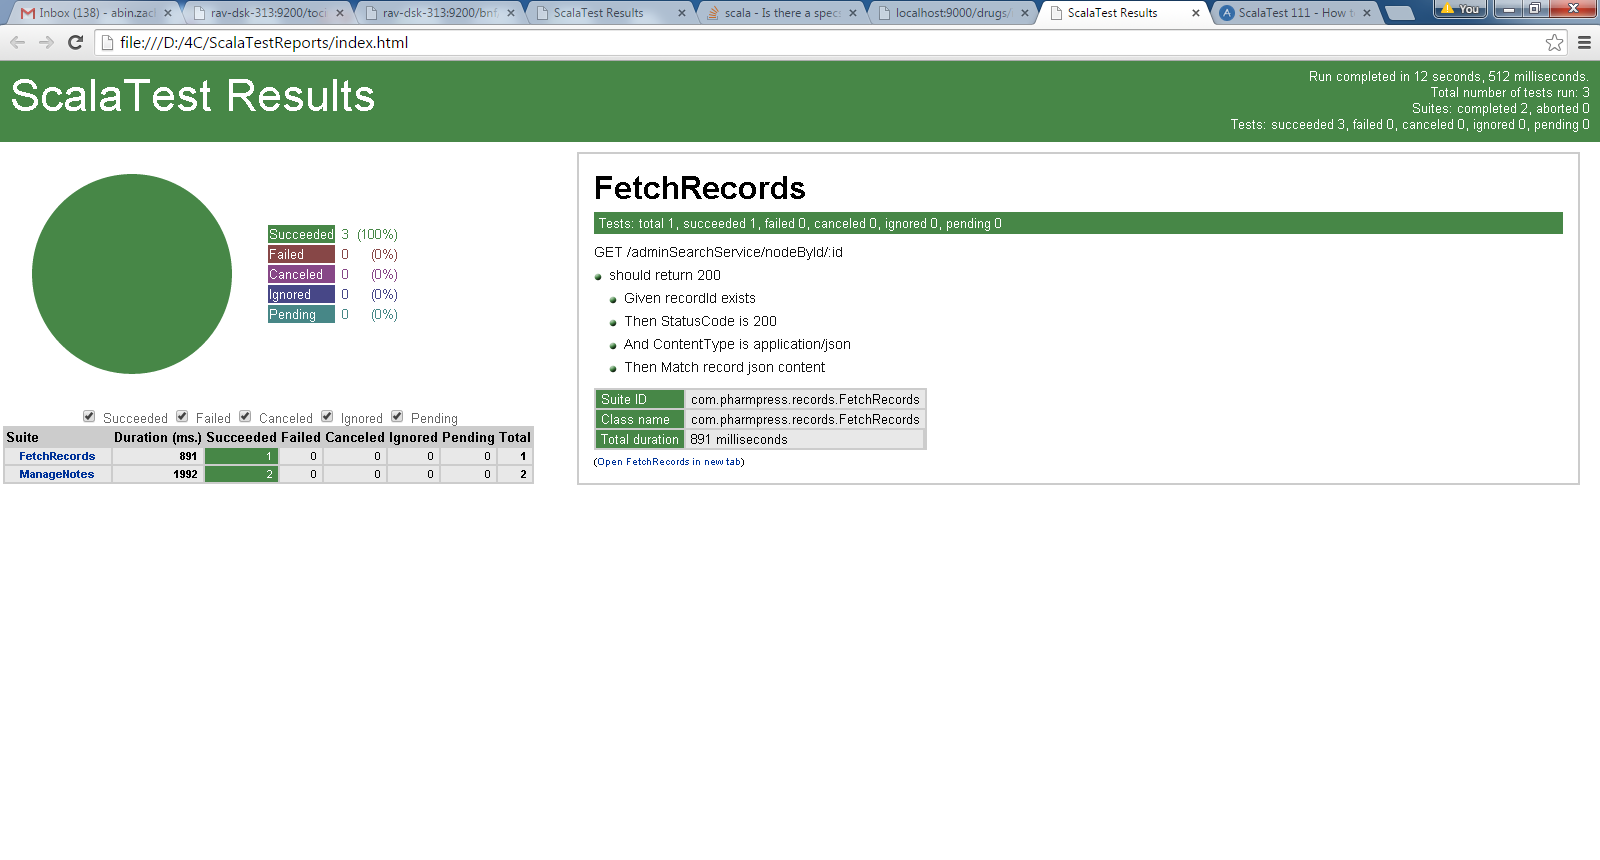 Inbox (138) - abin.zac
rav-dsk-313:9200/toci
rav-dsk-313:9200/bnf
ScalaTest Results
scala - Is there a spec
localhost:9000/drugs/
ScalaTest Results
ScalaTest 111 - How t
You
file:///D:/4C/ScalaTestReports/index.html
ScalaTest Results
Run completed in 12 seconds, 512 milliseconds.
Total number of tests run: 3
Suites: completed 2, aborted 0
Tests: succeeded 3, failed 0, canceled 0, ignored 0, pending 0
Succeeded 3 (100%)
Failed 0 (0%)
Canceled 0 (0%)
Ignored 0 (0%)
Pending 0 (0%)
Succeeded Failed Canceled Ignored Pending
Suite Duration (ms.) Succeeded Failed Canceled Ignored Pending Total
FetchRecords 891 1 0 0 0 0 1
ManageNotes 1992 2 0 0 0 0 2
FetchRecords
Tests: total 1, succeeded 1, failed 0, canceled 0, ignored 0, pending 0
GET /adminSearchService/nodeById/:id
should return 200
Given recordId exists
Then StatusCode is 200
And ContentType is application/json
Then Match record json content
Suite ID com.pharmpress.records.FetchRecords
Class name com.pharmpress.records.FetchRecords
Total duration 891 milliseconds
(Open FetchRecords in new tab)